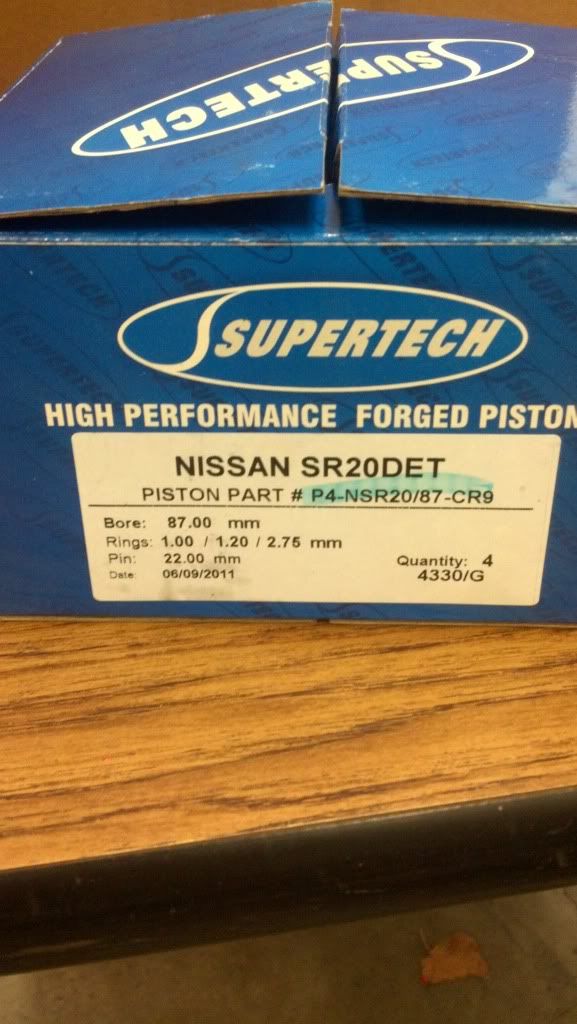 SUPERTECH
SUPERTECH
HIGH PERFORMANCE FORGED PISTON
NISSAN SR20DET
PISTON PART # P4-NSR20/87-CR9
Bore: 87.00 mm
Rings: 1.00 / 1.20 / 2.75 mm
Pin: 22.00 mm
Quantity: 4
Date: 06/09/2011
4330/G